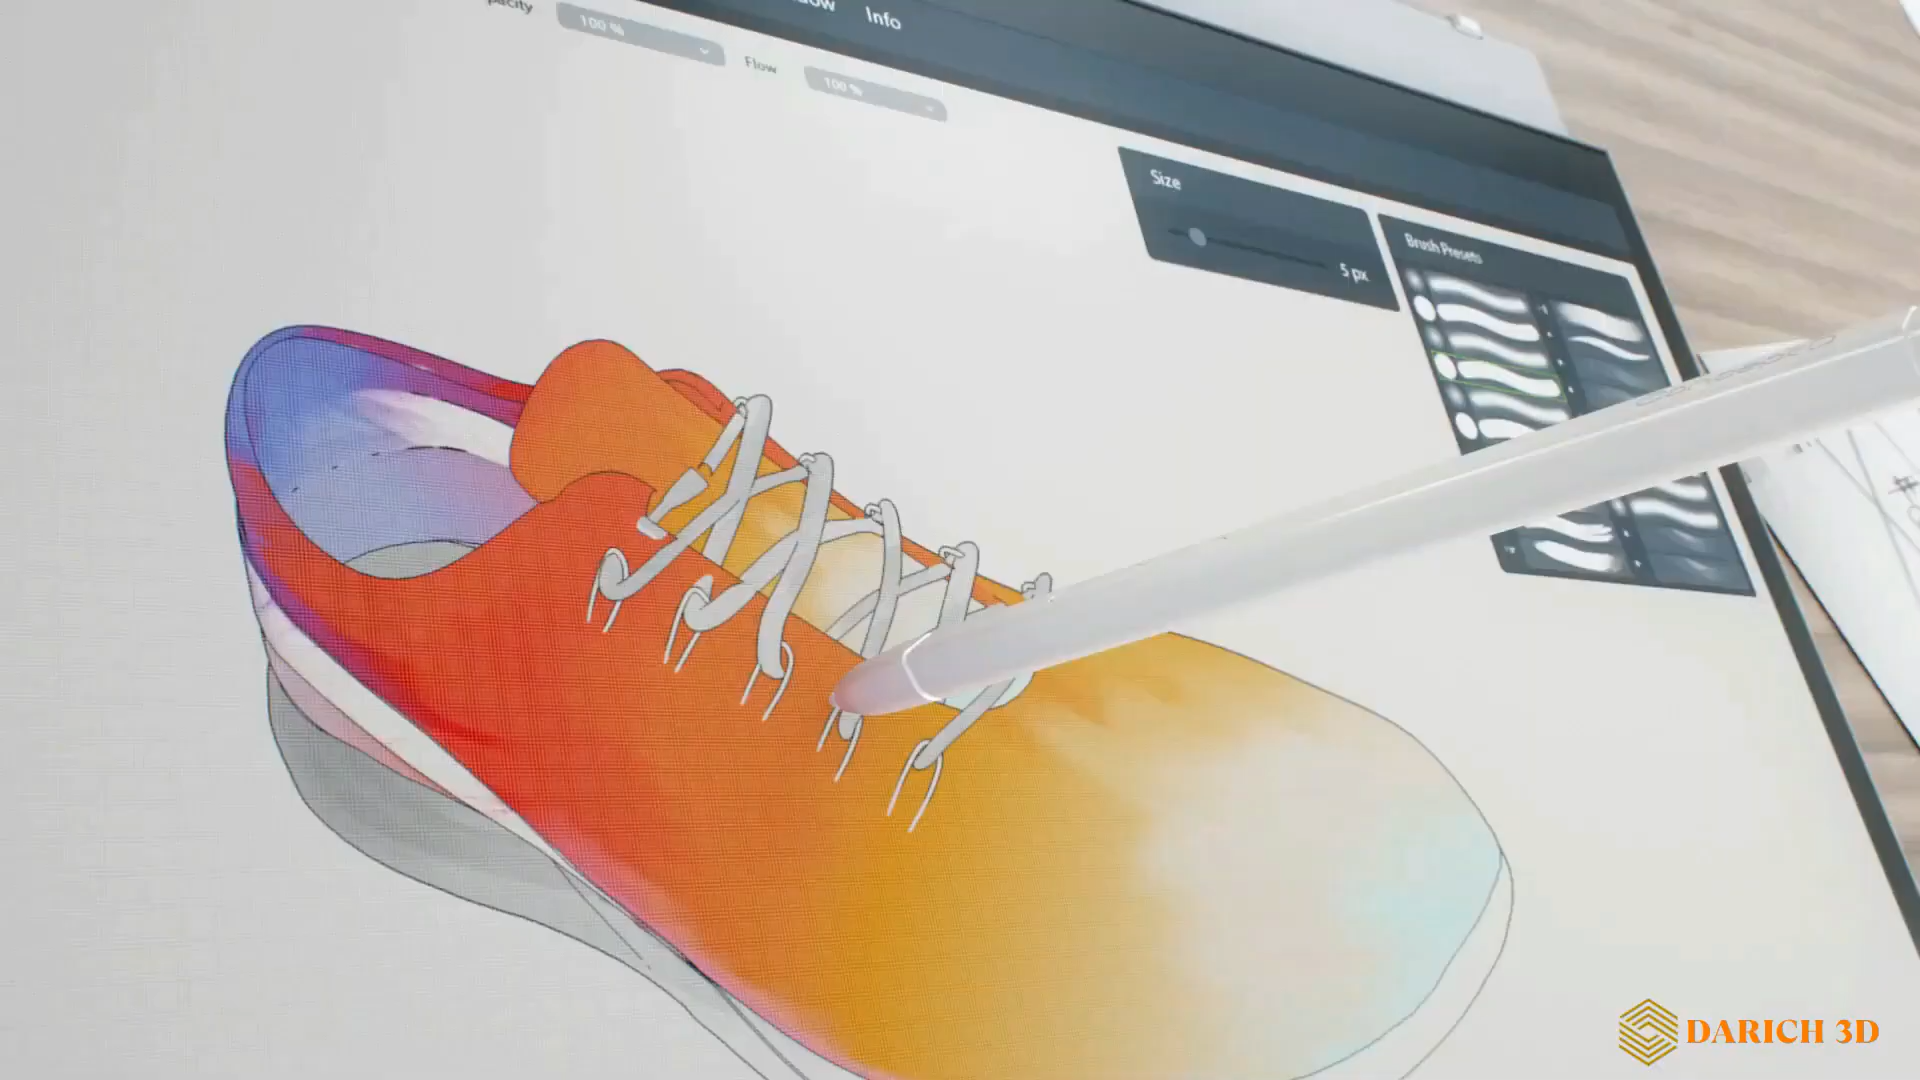 Info
100 %
Flow
100 %
Size
5 px
Brush Presets
DARICH 3D